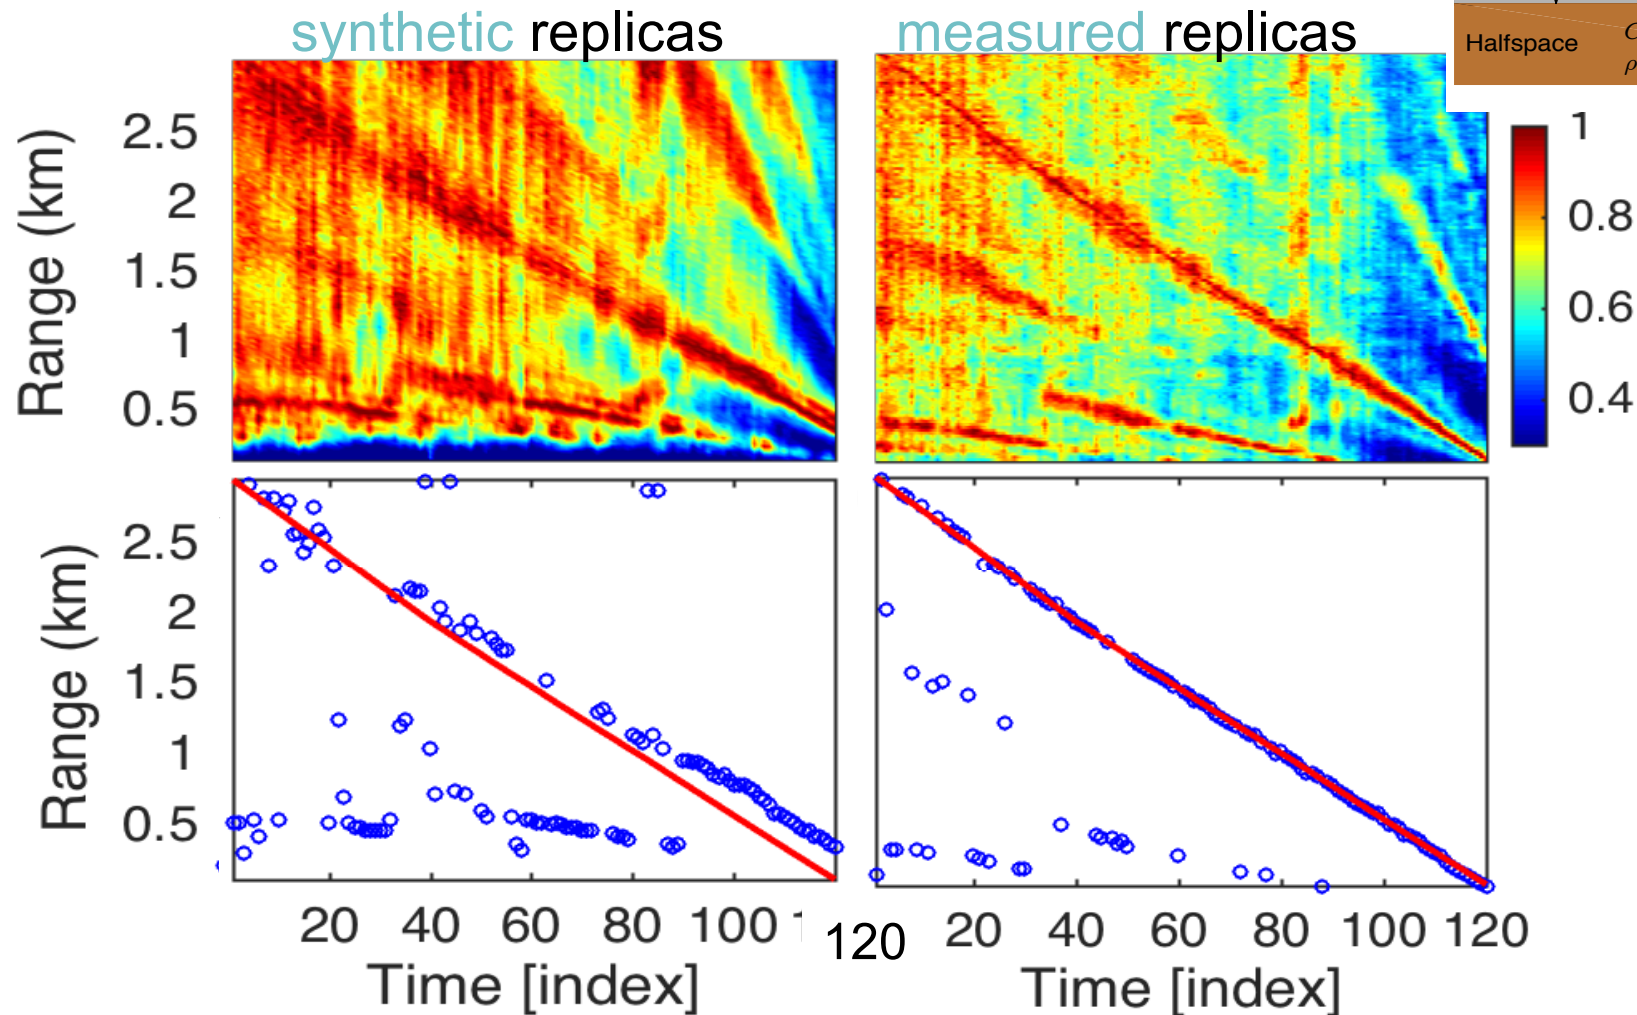 synthetic replicas
measured replicas
Halfspace
C
ρ
Range (km)
2.5
2
1.5
1
0.5
1
0.8
0.6
0.4
Range (km)
2.5
2
1.5
1
0.5
20 40 60 80 100
120
20 40 60 80 100 120
Time [index]
Time [index]